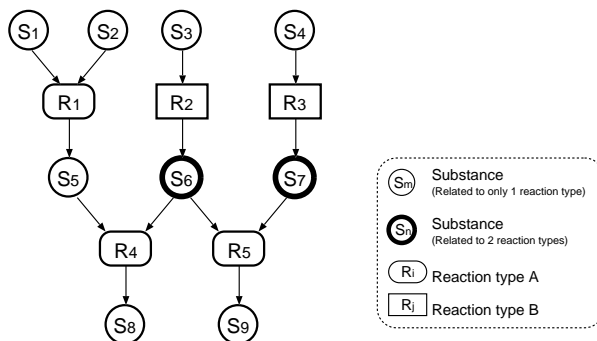 S1 S2 S3 S4
R1 R2 R3
S5 S6 S7
Sm Substance
(Related to only 1 reaction type)
Sn Substance
(Related to 2 reaction types)
R4 R5
Ri Reaction type A
Rj Reaction type B
S8 S9